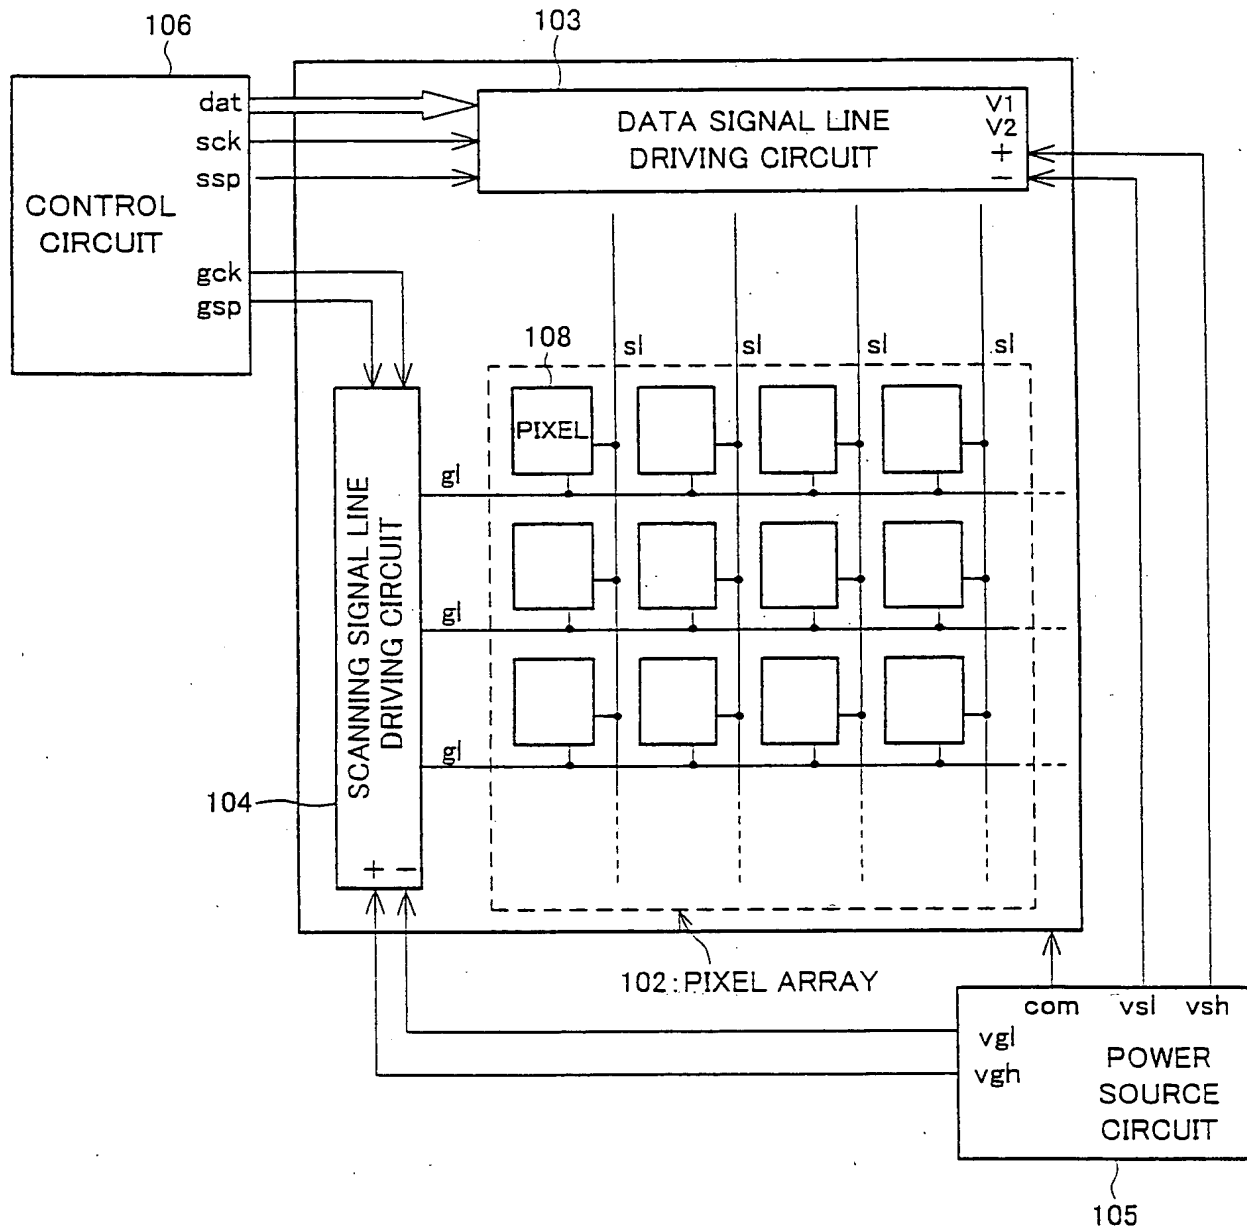 106
103
dat
sck
ssp
CONTROL
CIRCUIT
gck
gsp
DATA SIGNAL LINE
DRIVING CIRCUIT
V1
V2
+
−
108
sl
sl
sl
sl
PIXEL
gl
gl
gl
SCANNING SIGNAL LINE
DRIVING CIRCUIT
104
+ −
102:PIXEL ARRAY
com
vsl
vsh
vgl
vgh
POWER
SOURCE
CIRCUIT
105